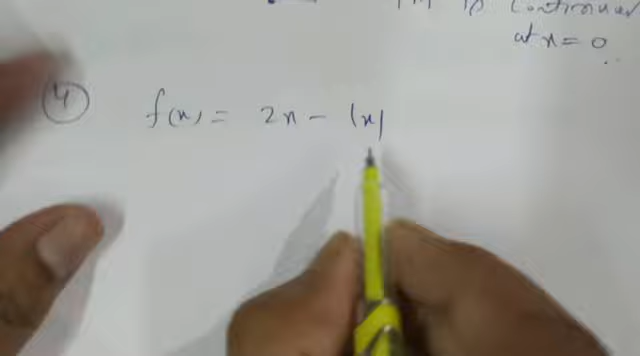 is continuous
at x = 0
④ f(x) = 2x - |x|